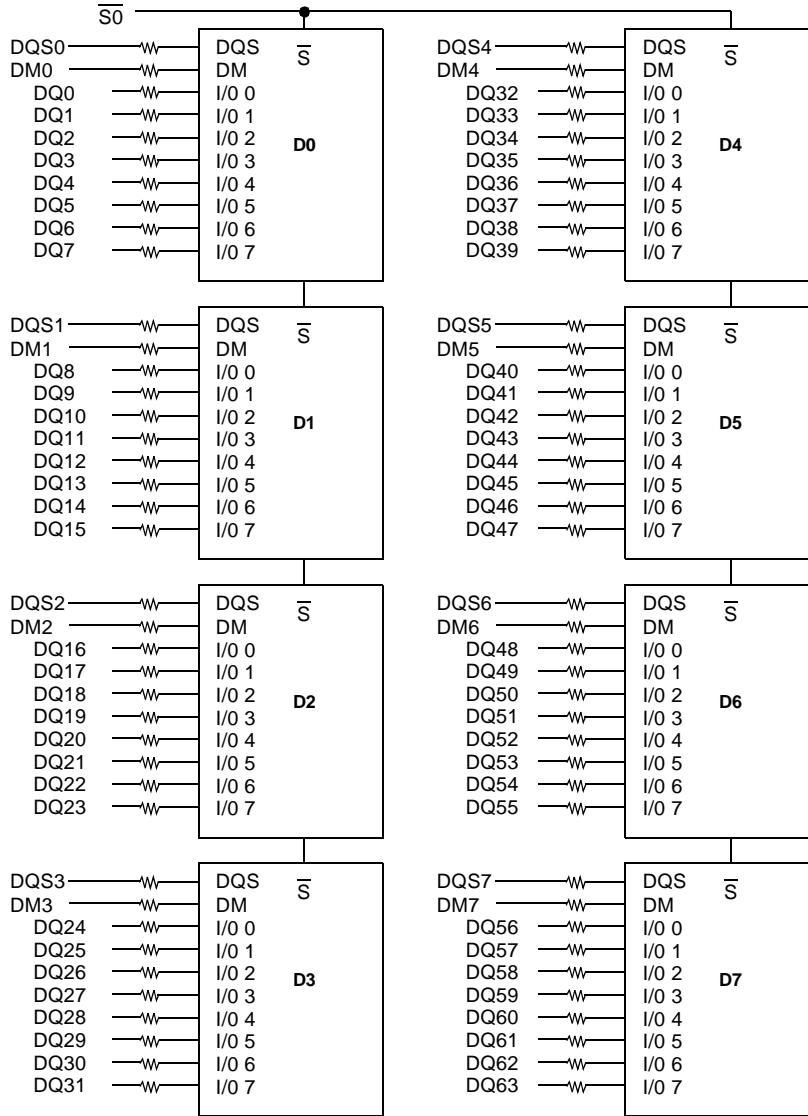 S̅0̅
DQS0 DQS S̅
DM0 DM
DQ0 I/0 0
DQ1 I/0 1
DQ2 I/0 2
DQ3 I/0 3 D0
DQ4 I/0 4
DQ5 I/0 5
DQ6 I/0 6
DQ7 I/0 7
DQS1 DQS S̅
DM1 DM
DQ8 I/0 0
DQ9 I/0 1
DQ10 I/0 2 D1
DQ11 I/0 3
DQ12 I/0 4
DQ13 I/0 5
DQ14 I/0 6
DQ15 I/0 7
DQS2 DQS S̅
DM2 DM
DQ16 I/0 0
DQ17 I/0 1
DQ18 I/0 2 D2
DQ19 I/0 3
DQ20 I/0 4
DQ21 I/0 5
DQ22 I/0 6
DQ23 I/0 7
DQS3 DQS S̅
DM3 DM
DQ24 I/0 0
DQ25 I/0 1
DQ26 I/0 2 D3
DQ27 I/0 3
DQ28 I/0 4
DQ29 I/0 5
DQ30 I/0 6
DQ31 I/0 7
DQS4 DQS S̅
DM4 DM
DQ32 I/0 0
DQ33 I/0 1
DQ34 I/0 2 D4
DQ35 I/0 3
DQ36 I/0 4
DQ37 I/0 5
DQ38 I/0 6
DQ39 I/0 7
DQS5 DQS S̅
DM5 DM
DQ40 I/0 0
DQ41 I/0 1
DQ42 I/0 2 D5
DQ43 I/0 3
DQ44 I/0 4
DQ45 I/0 5
DQ46 I/0 6
DQ47 I/0 7
DQS6 DQS S̅
DM6 DM
DQ48 I/0 0
DQ49 I/0 1
DQ50 I/0 2 D6
DQ51 I/0 3
DQ52 I/0 4
DQ53 I/0 5
DQ54 I/0 6
DQ55 I/0 7
DQS7 DQS S̅
DM7 DM
DQ56 I/0 0
DQ57 I/0 1
DQ58 I/0 2 D7
DQ59 I/0 3
DQ60 I/0 4
DQ61 I/0 5
DQ62 I/0 6
DQ63 I/0 7